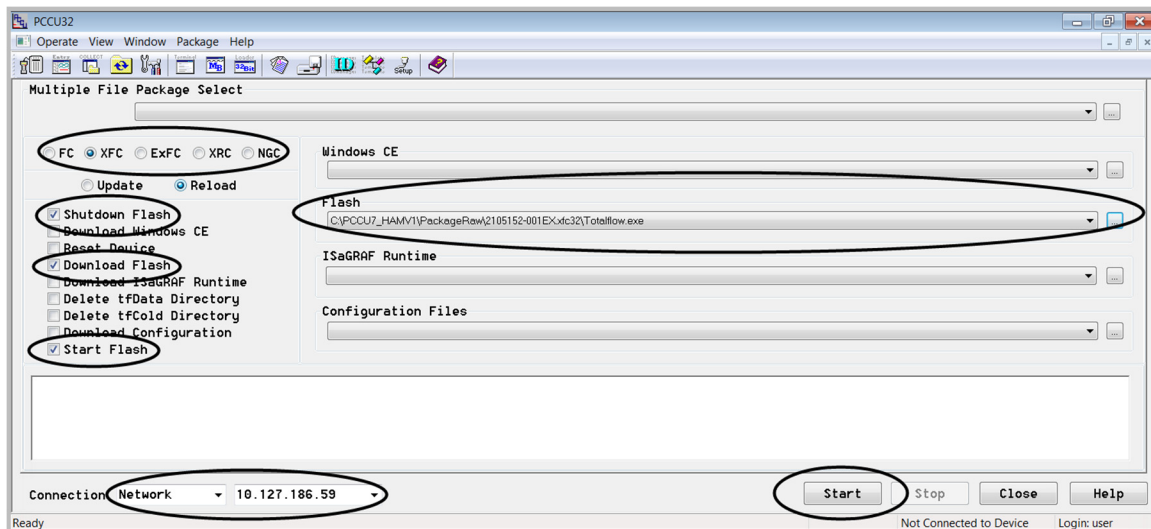 PCCU32
Operate View Window Package Help
Multiple File Package Select
FC XFC ExFC XRC NGC
Update Reload
Shutdown Flash
Download Windows CE
Reset Device
Download Flash
Download ISaGRAF Runtime
Delete tfData Directory
Delete tfCold Directory
Download Configuration
Start Flash
Windows CE
Flash
C:\PCCU7_HAMV1\PackageRaw\2105152-001EX.xfc32\Totalflow.exe
ISaGRAF Runtime
Configuration Files
Connection Network 10.127.186.59 Start Stop Close Help
Ready Not Connected to Device Login: user